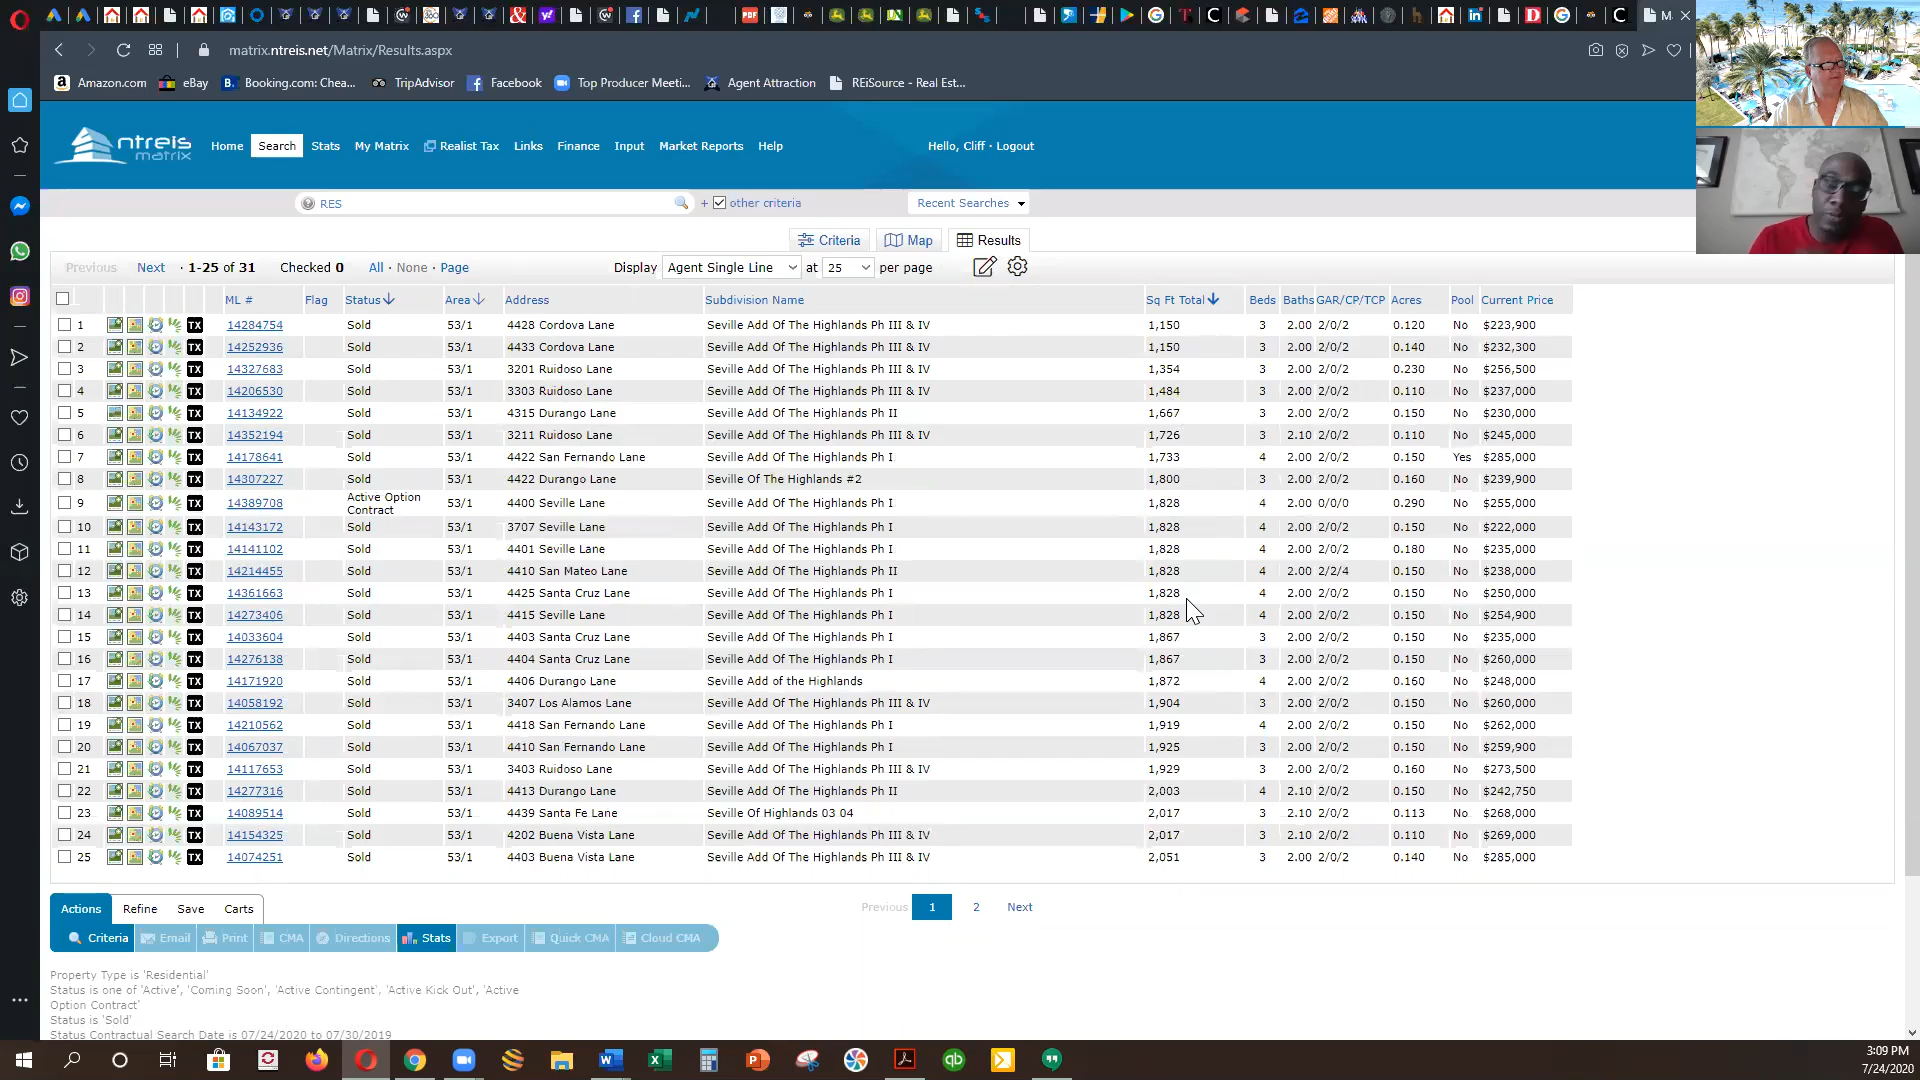 matrix.ntreis.net/Matrix/Results.aspx
Amazon.com eBay Booking.com: Chea... TripAdvisor Facebook Top Producer Meeti... Agent Attraction REiSource - Real Est...
ntreis matrix Home Search Stats My Matrix Realist Tax Links Finance Input Market Reports Help Hello, Cliff · Logout
RES + other criteria Recent Searches
Criteria Map Results
Previous Next · 1-25 of 31 Checked 0 All · None · Page Display Agent Single Line at 25 per page
ML # Flag Status Area Address Subdivision Name Sq Ft Total Beds Baths GAR/CP/TCP Acres Pool Current Price
1 TX 14284754 Sold 53/1 4428 Cordova Lane Seville Add Of The Highlands Ph III & IV 1,150 3 2.00 2/0/2 0.120 No $223,900
2 TX 14252936 Sold 53/1 4433 Cordova Lane Seville Add Of The Highlands Ph III & IV 1,150 3 2.00 2/0/2 0.140 No $232,300
3 TX 14327683 Sold 53/1 3201 Ruidoso Lane Seville Add Of The Highlands Ph III & IV 1,354 3 2.00 2/0/2 0.230 No $256,500
4 TX 14206530 Sold 53/1 3303 Ruidoso Lane Seville Add Of The Highlands Ph III & IV 1,484 3 2.00 2/0/2 0.110 No $237,000
5 TX 14134922 Sold 53/1 4315 Durango Lane Seville Add Of The Highlands Ph II 1,667 3 2.00 2/0/2 0.150 No $230,000
6 TX 14352194 Sold 53/1 3211 Ruidoso Lane Seville Add Of The Highlands Ph III & IV 1,726 3 2.10 2/0/2 0.110 No $245,000
7 TX 14178641 Sold 53/1 4422 San Fernando Lane Seville Add Of The Highlands Ph I 1,733 4 2.00 2/0/2 0.150 Yes $285,000
8 TX 14307227 Sold 53/1 4422 Durango Lane Seville Of The Highlands #2 1,800 3 2.00 2/0/2 0.160 No $239,900
9 TX 14389708 Active Option Contract 53/1 4400 Seville Lane Seville Add Of The Highlands Ph I 1,828 4 2.00 0/0/0 0.290 No $255,000
10 TX 14143172 Sold 53/1 3707 Seville Lane Seville Add Of The Highlands Ph I 1,828 4 2.00 2/0/2 0.150 No $222,000
11 TX 14141102 Sold 53/1 4401 Seville Lane Seville Add Of The Highlands Ph I 1,828 4 2.00 2/0/2 0.180 No $235,000
12 TX 14214455 Sold 53/1 4410 San Mateo Lane Seville Add Of The Highlands Ph II 1,828 4 2.00 2/2/4 0.150 No $238,000
13 TX 14361663 Sold 53/1 4425 Santa Cruz Lane Seville Add Of The Highlands Ph I 1,828 4 2.00 2/0/2 0.150 No $250,000
14 TX 14273406 Sold 53/1 4415 Seville Lane Seville Add Of The Highlands Ph I 1,828 4 2.00 2/0/2 0.150 No $254,900
15 TX 14033604 Sold 53/1 4403 Santa Cruz Lane Seville Add Of The Highlands Ph I 1,867 3 2.00 2/0/2 0.150 No $235,000
16 TX 14276138 Sold 53/1 4404 Santa Cruz Lane Seville Add Of The Highlands Ph I 1,867 3 2.00 2/0/2 0.150 No $260,000
17 TX 14171920 Sold 53/1 4406 Durango Lane Seville Add of the Highlands 1,872 4 2.00 2/0/2 0.160 No $248,000
18 TX 14058192 Sold 53/1 3407 Los Alamos Lane Seville Add Of The Highlands Ph III & IV 1,904 3 2.00 2/0/2 0.150 No $260,000
19 TX 14210562 Sold 53/1 4418 San Fernando Lane Seville Add Of The Highlands Ph I 1,919 4 2.00 2/0/2 0.150 No $262,000
20 TX 14067037 Sold 53/1 4410 San Fernando Lane Seville Add Of The Highlands Ph I 1,925 3 2.00 2/0/2 0.150 No $259,900
21 TX 14117653 Sold 53/1 3403 Ruidoso Lane Seville Add Of The Highlands Ph III & IV 1,929 3 2.00 2/0/2 0.160 No $273,500
22 TX 14277316 Sold 53/1 4413 Durango Lane Seville Add Of The Highlands Ph II 2,003 4 2.10 2/0/2 0.150 No $242,750
23 TX 14089514 Sold 53/1 4439 Santa Fe Lane Seville Of Highlands 03 04 2,017 3 2.10 2/0/2 0.113 No $268,000
24 TX 14154325 Sold 53/1 4202 Buena Vista Lane Seville Add Of The Highlands Ph III & IV 2,017 3 2.10 2/0/2 0.110 No $269,000
25 TX 14074251 Sold 53/1 4403 Buena Vista Lane Seville Add Of The Highlands Ph III & IV 2,051 3 2.00 2/0/2 0.140 No $285,000
Actions Refine Save Carts Previous 1 2 Next
Criteria Email Print CMA Directions Stats Export Quick CMA Cloud CMA
Property Type is 'Residential'
Status is one of 'Active', 'Coming Soon', 'Active Contingent', 'Active Kick Out', 'Active
Option Contract'
Status is 'Sold'
Status Contractual Search Date is 07/24/2020 to 07/30/2019
3:09 PM
7/24/2020